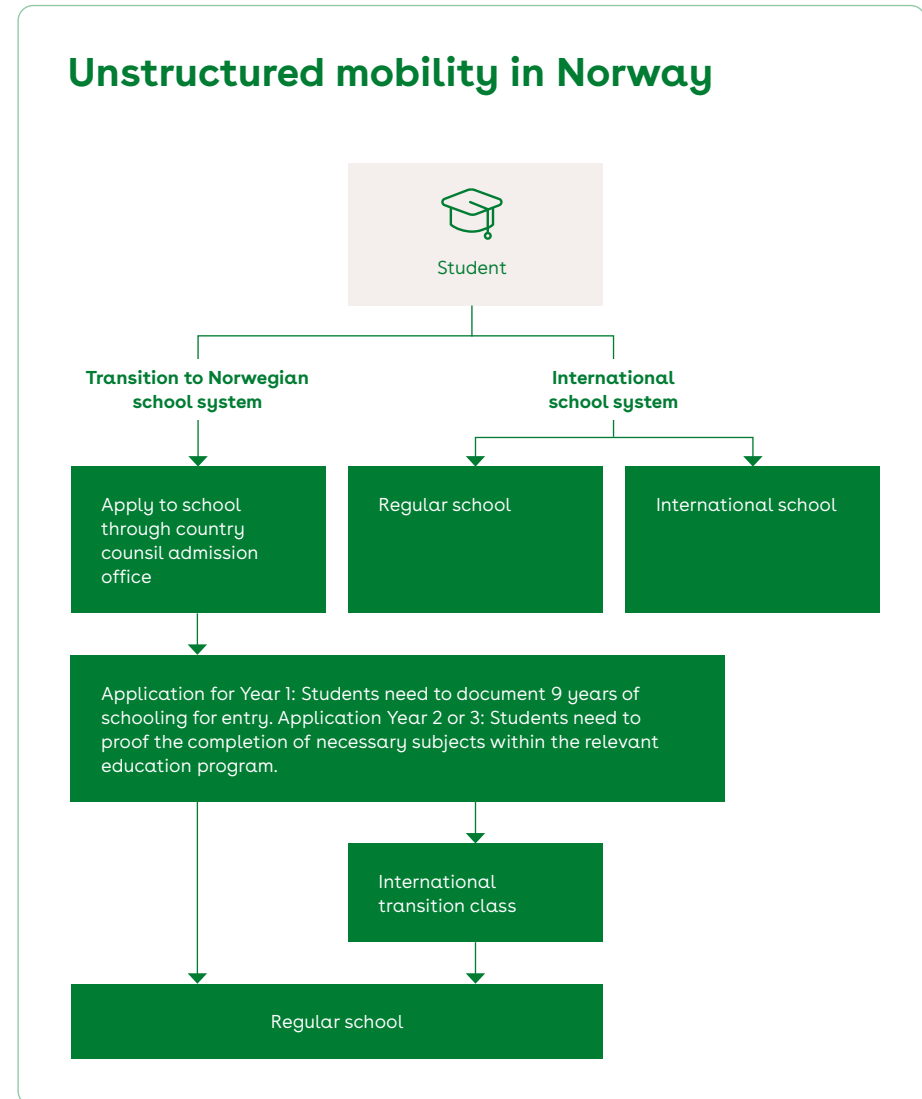 Unstructured mobility in Norway
Student
Transition to Norwegian
school system
International
school system
Apply to school
through country
counsil admission
office
Regular school
International school
Application for Year 1: Students need to document 9 years of
schooling for entry. Application Year 2 or 3: Students need to
proof the completion of necessary subjects within the relevant
education program.
International
transition class
Regular school